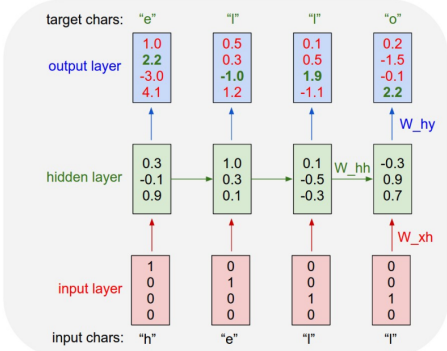 target chars: "e" "l" "l" "o"
1.0 0.5 0.1 0.2
2.2 0.3 0.5 -1.5
output layer -3.0 -1.0 1.9 -0.1
4.1 1.2 -1.1 2.2
W_hy
0.3 1.0 0.1 W_hh -0.3
hidden layer -0.1 0.3 -0.5 0.9
0.9 0.1 -0.3 0.7
W_xh
1 0 0 0
0 1 0 0
input layer 0 0 1 1
0 0 0 0
input chars: "h" "e" "l" "l"